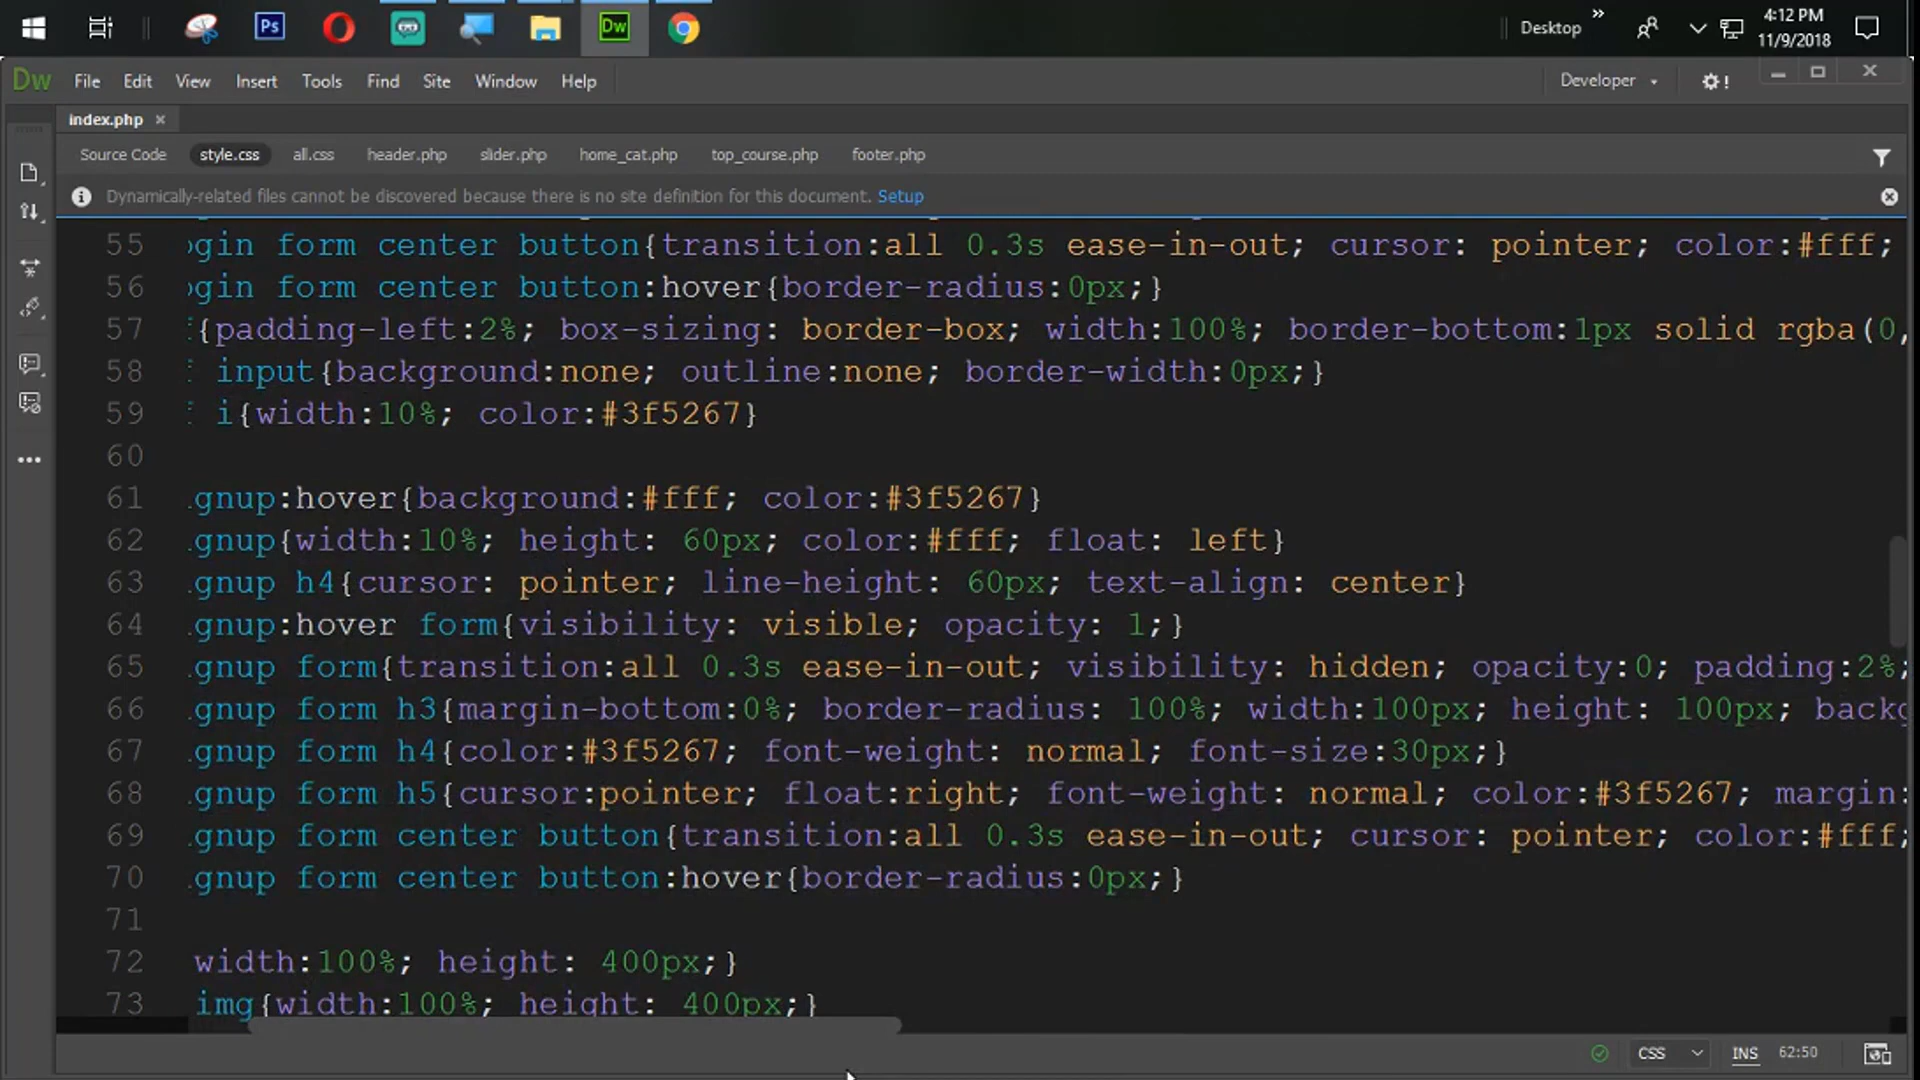 Ps
Dw
Desktop »
4:12 PM
11/9/2018
Dw File Edit View Insert Tools Find Site Window Help
Developer
!
index.php ×
Source Code style.css all.css header.php slider.php home_cat.php top_course.php footer.php
Dynamically-related files cannot be discovered because there is no site definition for this document. Setup
55 ogin form center button{transition:all 0.3s ease-in-out; cursor: pointer; color:#fff;
56 ogin form center button:hover{border-radius:0px;}
57 {padding-left:2%; box-sizing: border-box; width:100%; border-bottom:1px solid rgba(0,
58 input{background:none; outline:none; border-width:0px;}
59 i{width:10%; color:#3f5267}
60
61 .gnup:hover{background:#fff; color:#3f5267}
62 .gnup{width:10%; height: 60px; color:#fff; float: left}
63 .gnup h4{cursor: pointer; line-height: 60px; text-align: center}
64 .gnup:hover form{visibility: visible; opacity: 1;}
65 .gnup form{transition:all 0.3s ease-in-out; visibility: hidden; opacity:0; padding:2%;
66 .gnup form h3{margin-bottom:0%; border-radius: 100%; width:100px; height: 100px; backg
67 .gnup form h4{color:#3f5267; font-weight: normal; font-size:30px;}
68 .gnup form h5{cursor:pointer; float:right; font-weight: normal; color:#3f5267; margin:
69 .gnup form center button{transition:all 0.3s ease-in-out; cursor: pointer; color:#fff;
70 .gnup form center button:hover{border-radius:0px;}
71
72 width:100%; height: 400px;}
73 img{width:100%; height: 400px;}
CSS INS 62:50